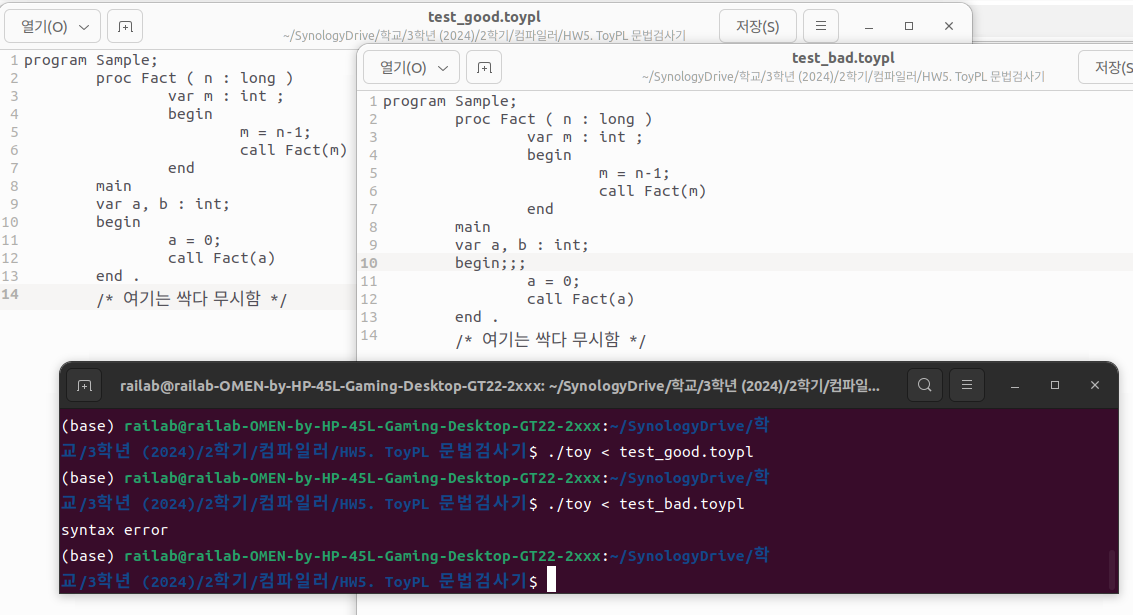 열기(O)
test_good.toypl
~/SynologyDrive/학교/3학년 (2024)/2학기/컴파일러/HW5. ToyPL 문법검사기
저장(S)
1 program Sample;
2 proc Fact ( n : long )
3 var m : int ;
4 begin
5 m = n-1;
6 call Fact(m)
7 end
8 main
9 var a, b : int;
10 begin
11 a = 0;
12 call Fact(a)
13 end .
14 /* 여기는 싹다 무시함 */
열기(O)
test_bad.toypl
~/SynologyDrive/학교/3학년 (2024)/2학기/컴파일러/HW5. ToyPL 문법검사기
저장(S
1 program Sample;
2 proc Fact ( n : long )
3 var m : int ;
4 begin
5 m = n-1;
6 call Fact(m)
7 end
8 main
9 var a, b : int;
10 begin;;;
11 a = 0;
12 call Fact(a)
13 end .
14 /* 여기는 싹다 무시함 */
railab@railab-OMEN-by-HP-45L-Gaming-Desktop-GT22-2xxx: ~/SynologyDrive/학교/3학년 (2024)/2학기/컴파일...
(base) railab@railab-OMEN-by-HP-45L-Gaming-Desktop-GT22-2xxx:~/SynologyDrive/학
교/3학년 (2024)/2학기/컴파일러/HW5. ToyPL 문법검사기$ ./toy < test_good.toypl
(base) railab@railab-OMEN-by-HP-45L-Gaming-Desktop-GT22-2xxx:~/SynologyDrive/학
교/3학년 (2024)/2학기/컴파일러/HW5. ToyPL 문법검사기$ ./toy < test_bad.toypl
syntax error
(base) railab@railab-OMEN-by-HP-45L-Gaming-Desktop-GT22-2xxx:~/SynologyDrive/학
교/3학년 (2024)/2학기/컴파일러/HW5. ToyPL 문법검사기$